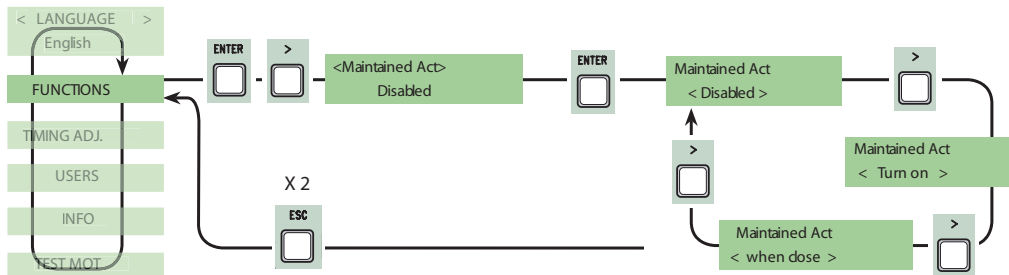 < LANGUAGE >
English
FUNCTIONS
TIMING ADJ.
USERS
INFO
TEST MOT
ENTER
>
<Maintained Act>
Disabled
ENTER
Maintained Act
< Disabled >
>
Maintained Act
< Turn on >
>
Maintained Act
< when close >
>
X 2
ESC